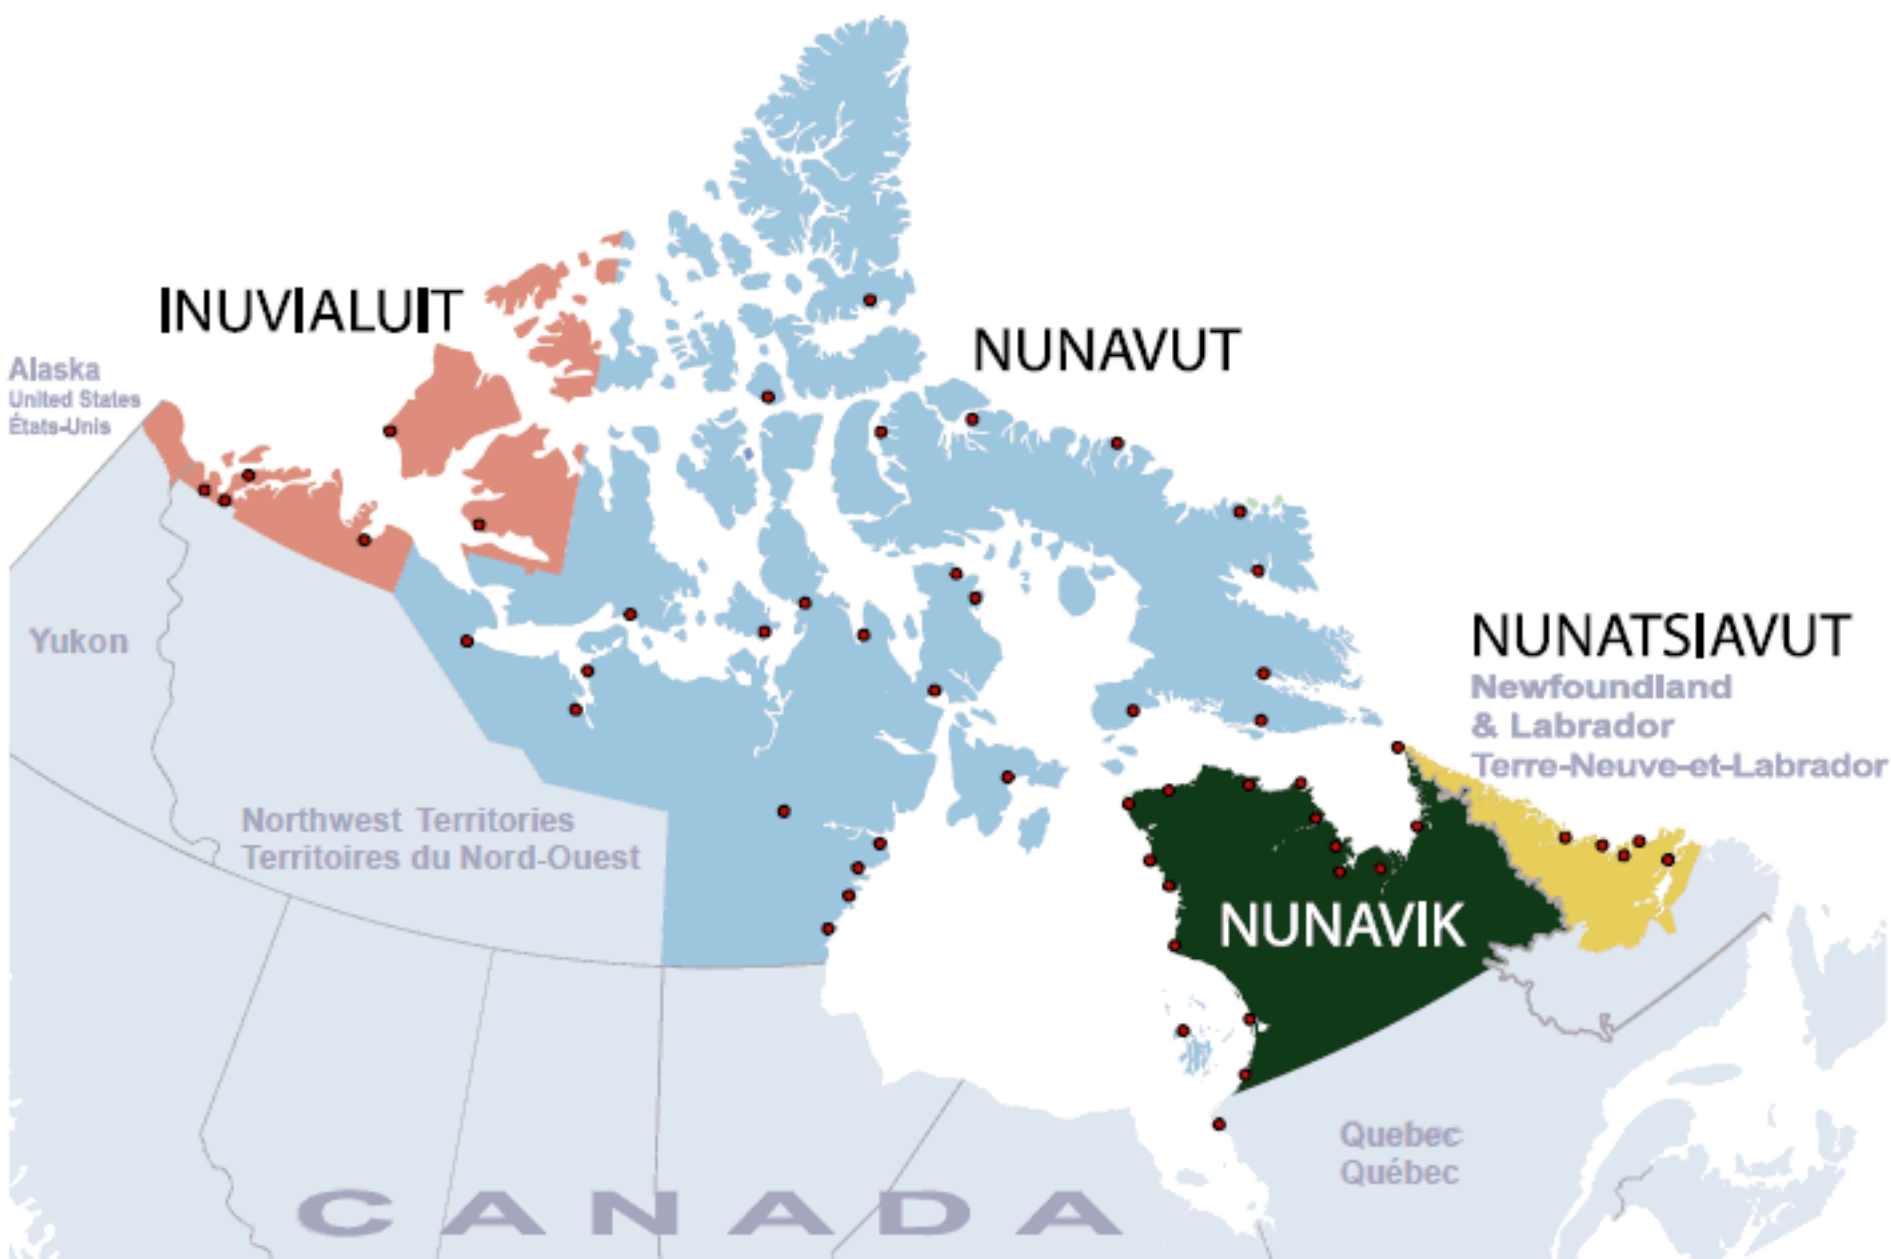 INUVIALUIT
NUNAVUT
Alaska
United States
États-Unis
NUNATSIAVUT
Newfoundland
& Labrador
Terre-Neuve-et-Labrador
Yukon
Northwest Territories
Territoires du Nord-Ouest
NUNAVIK
Quebec
Québec
CANADA